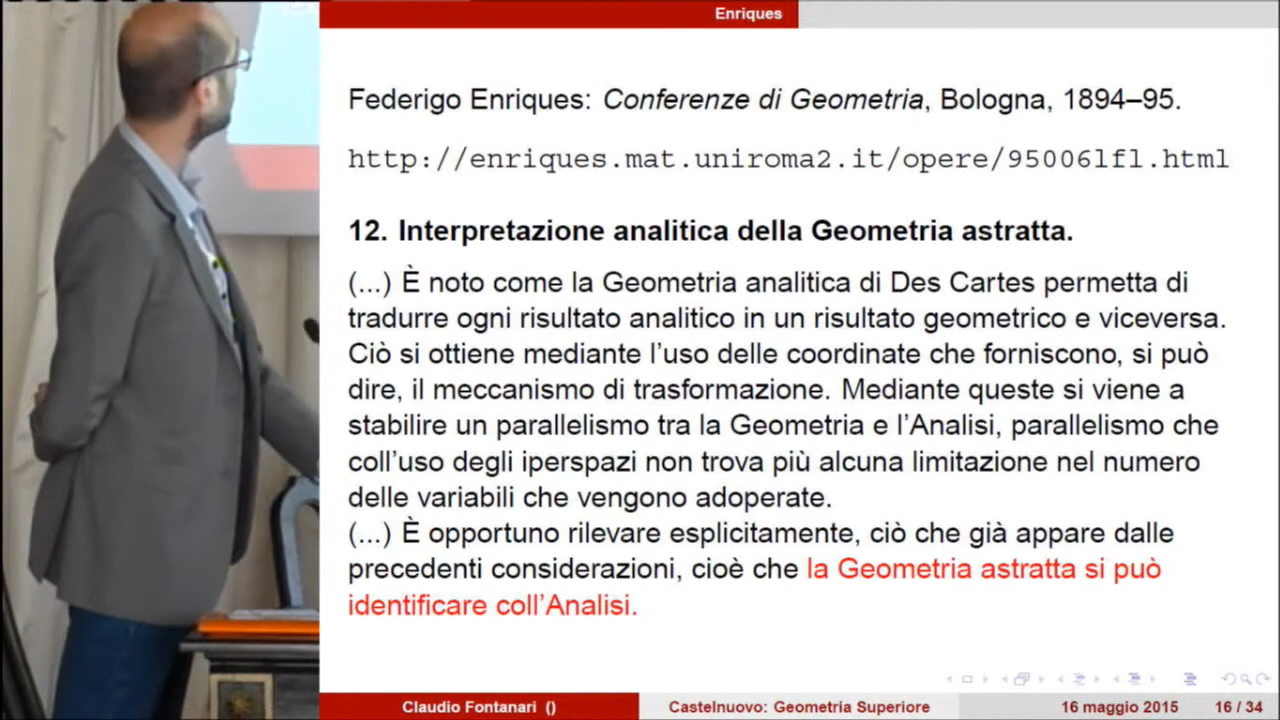 Enriques
Federigo Enriques: Conferenze di Geometria, Bologna, 1894–95.
http://enriques.mat.uniroma2.it/opere/95006lfl.html
12. Interpretazione analitica della Geometria astratta.
(...) È noto come la Geometria analitica di Des Cartes permetta di
tradurre ogni risultato analitico in un risultato geometrico e viceversa.
Ciò si ottiene mediante l'uso delle coordinate che forniscono, si può
dire, il meccanismo di trasformazione. Mediante queste si viene a
stabilire un parallelismo tra la Geometria e l'Analisi, parallelismo che
coll'uso degli iperspazi non trova più alcuna limitazione nel numero
delle variabili che vengono adoperate.
(...) È opportuno rilevare esplicitamente, ciò che già appare dalle
precedenti considerazioni, cioè che la Geometria astratta si può
identificare coll'Analisi.
Claudio Fontanari () Castelnuovo: Geometria Superiore 16 maggio 2015 16 / 34